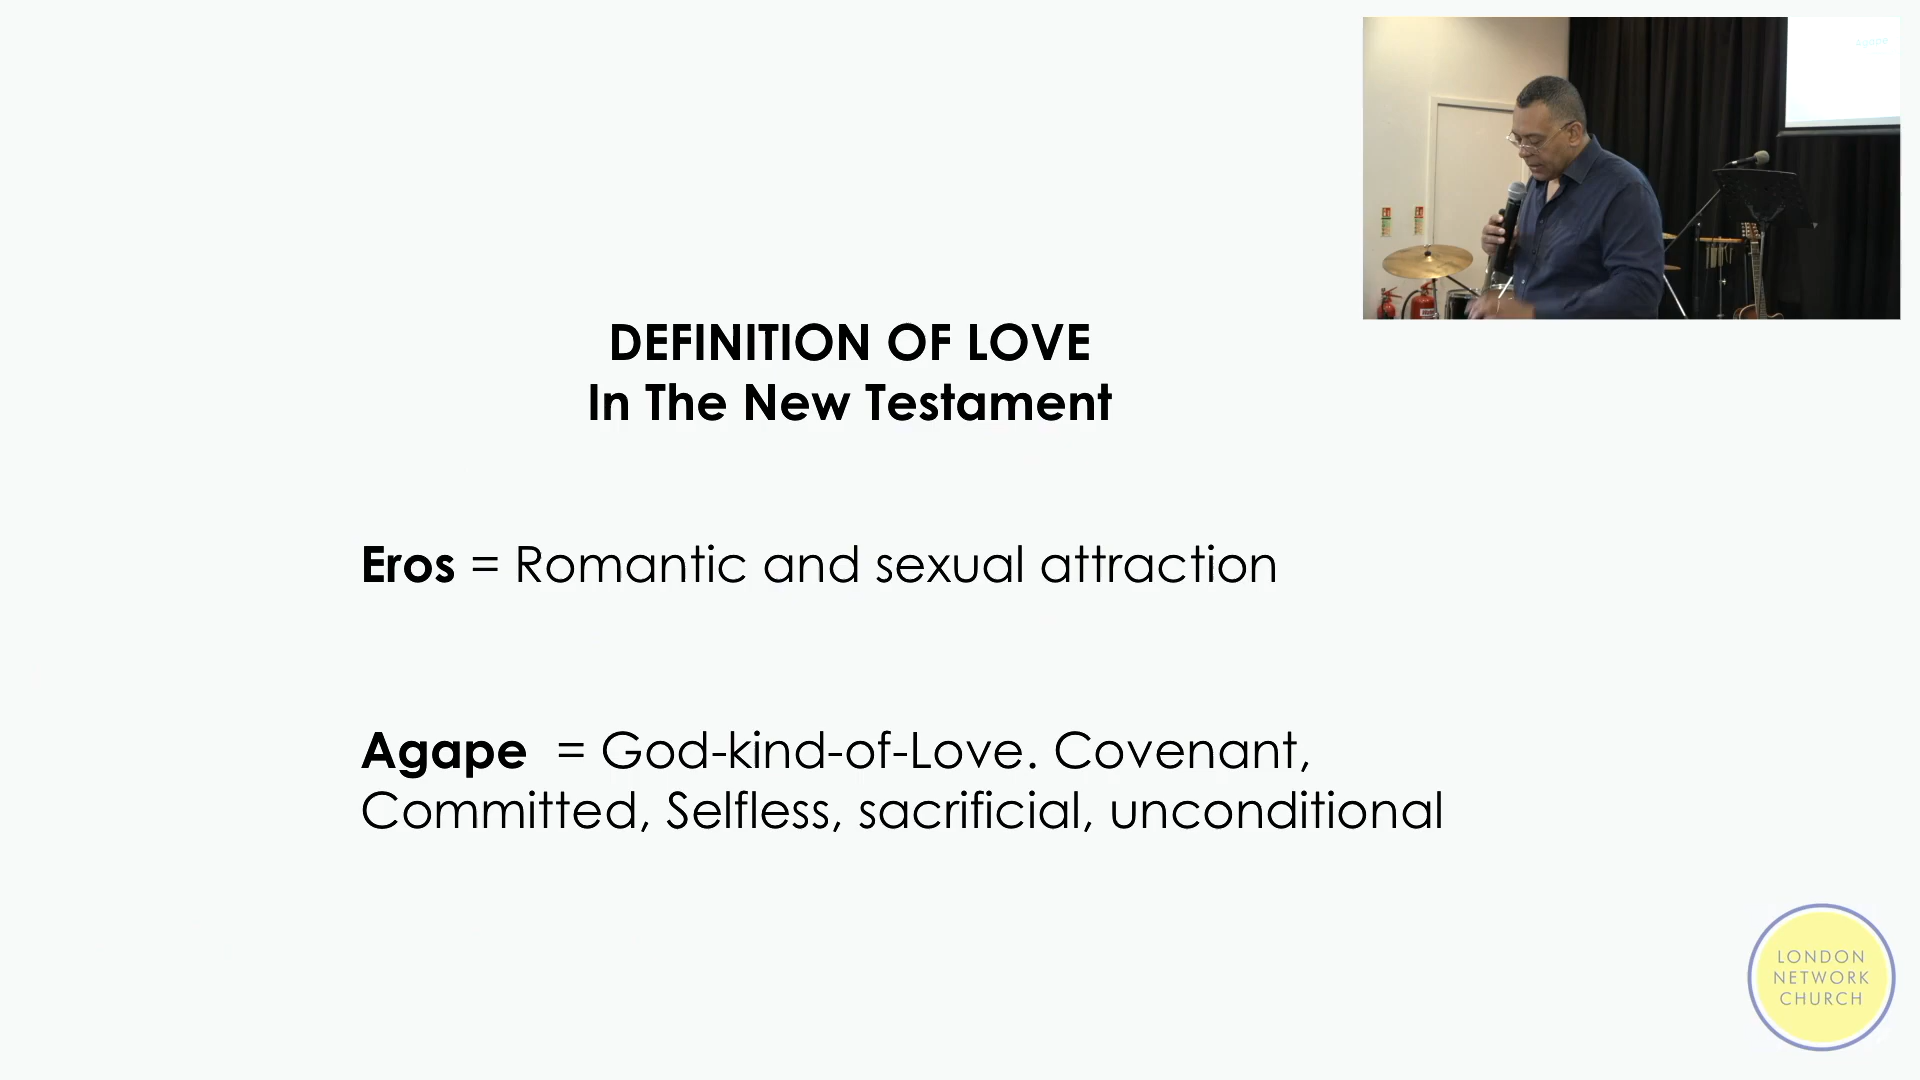 DEFINITION OF LOVE
In The New Testament
Eros = Romantic and sexual attraction
Agape = God-kind-of-Love. Covenant,
Committed, Selfless, sacrificial, unconditional
Agape
LONDON
NETWORK
CHURCH